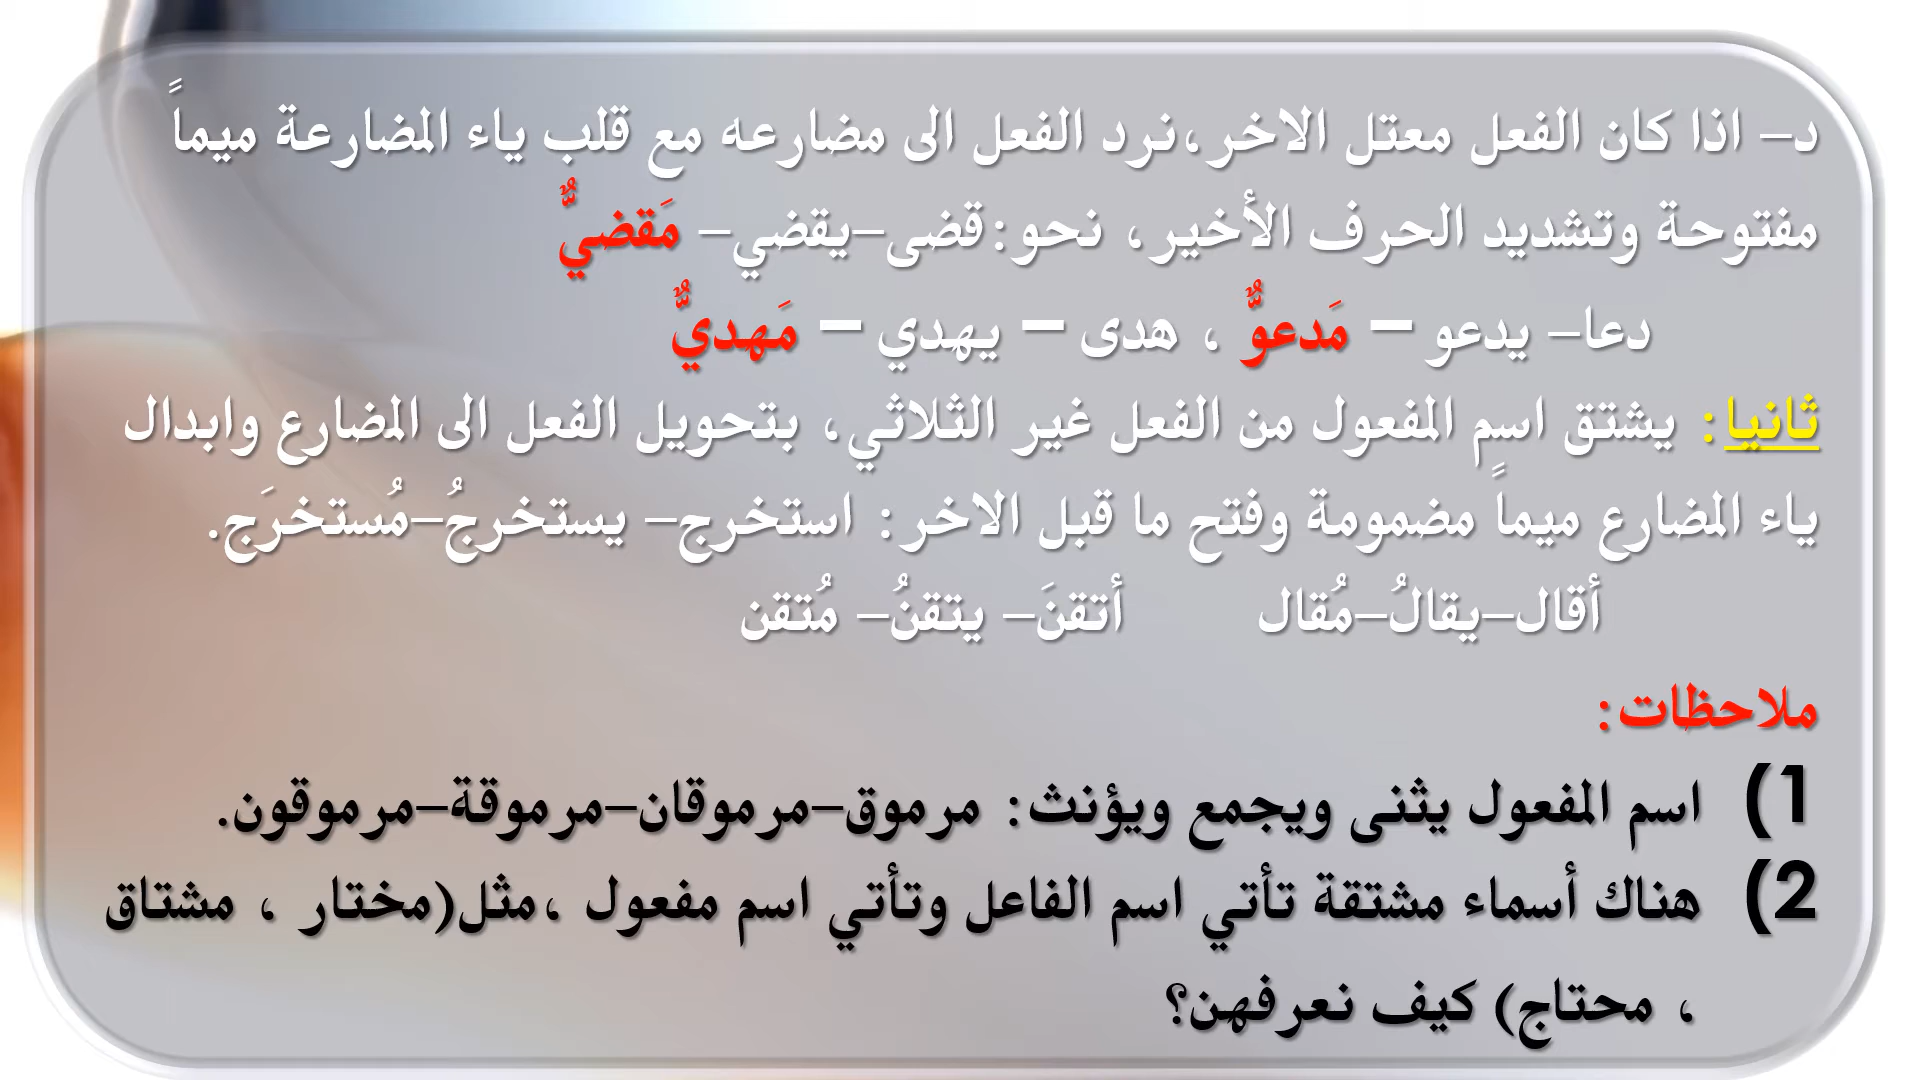 د– اذا كان الفعل معتل الاخر،نرد الفعل الى مضارعه مع قلب ياء المضارعة ميماً
مفتوحة وتشديد الحرف الأخير، نحو:قضى–يقضي– مَقضيٌّ
دعا– يدعو – مَدعوٌّ ، هدى – يهدي – مَهديٌّ
ثانيا: يشتق اسم المفعول من الفعل غير الثلاثي، بتحويل الفعل الى المضارع وابدال
ياء المضارع ميماً مضمومة وفتح ما قبل الاخر: استخرج– يستخرجُ–مُستخرَج.
أقال–يقالُ–مُقال أتقنَ– يتقنُ– مُتقن
ملاحظات:
1) اسم المفعول يثنى ويجمع ويؤنث: مرموق–مرموقان–مرموقة–مرموقون.
2) هناك أسماء مشتقة تأتي اسم الفاعل وتأتي اسم مفعول ،مثل(مختار ، مشتاق
، محتاج) كيف نعرفهن؟